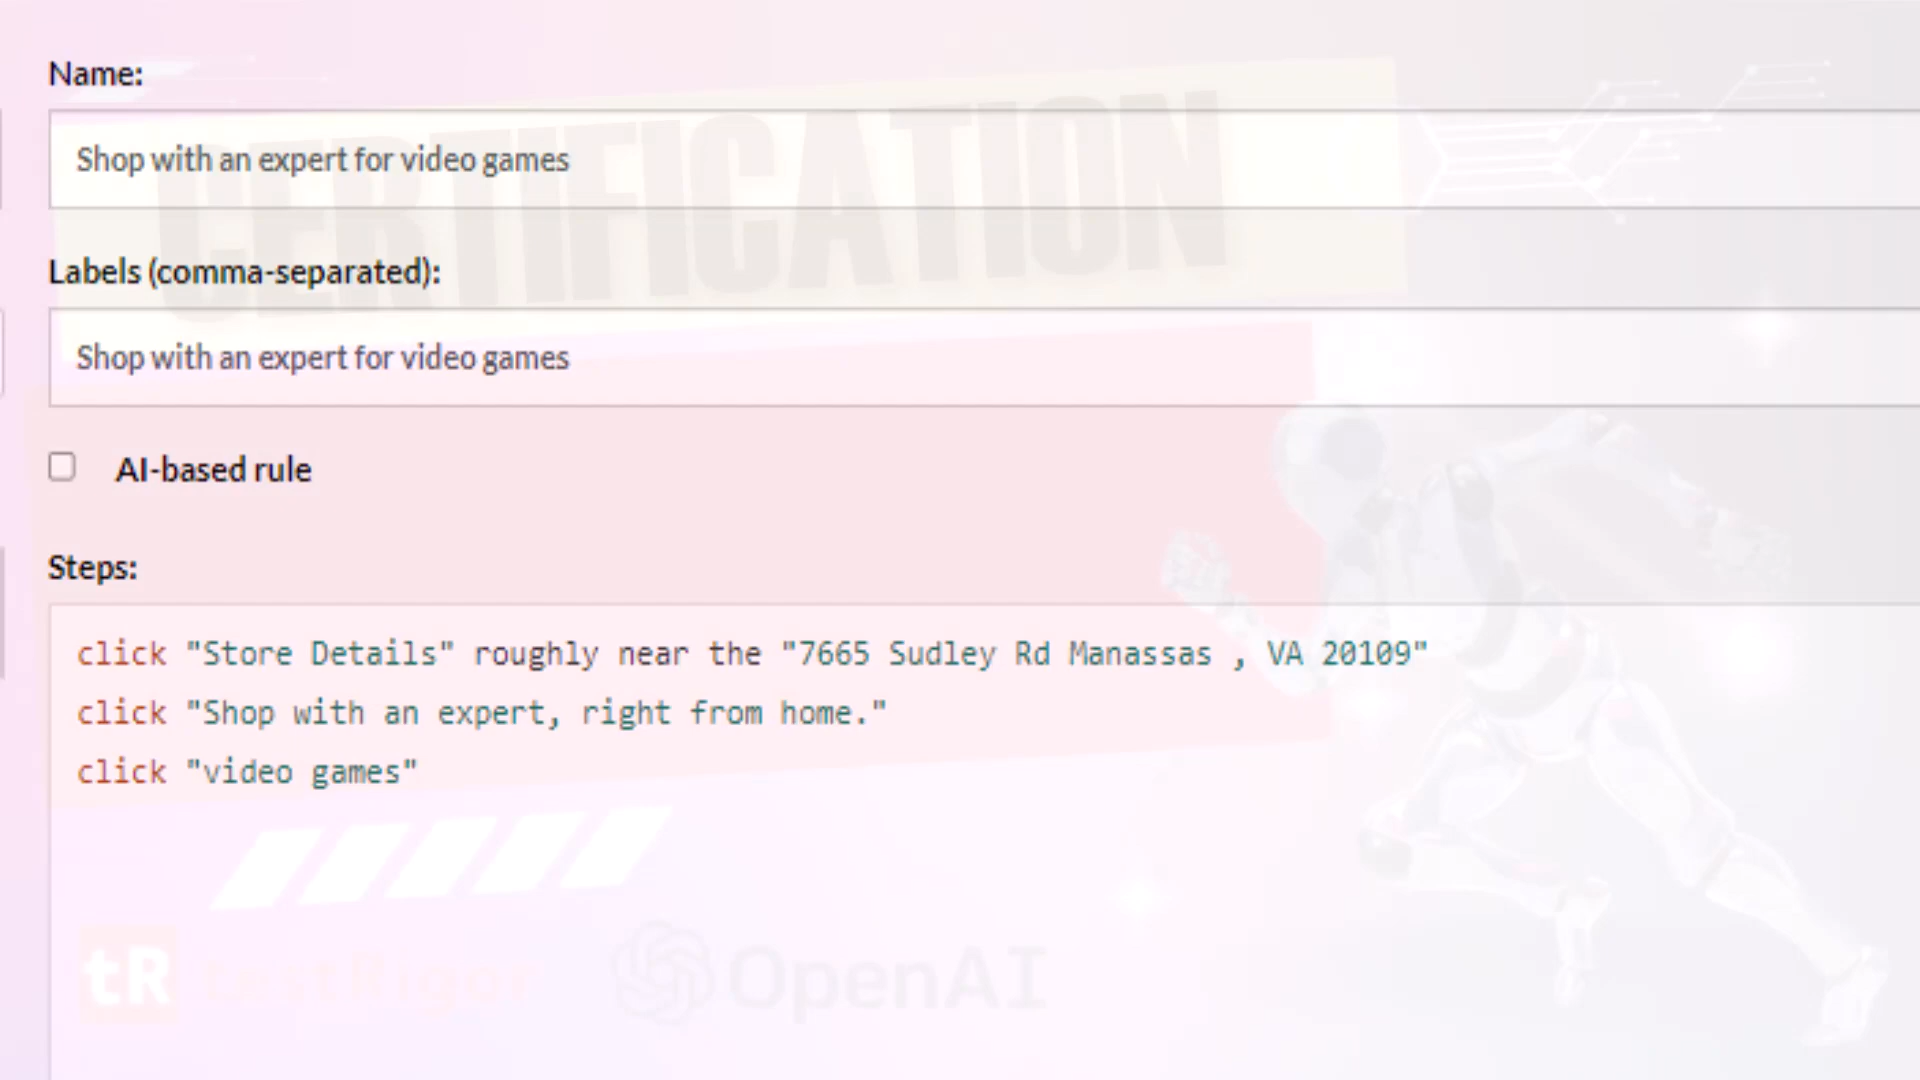 Name:
CERTIFICATION
Shop with an expert for video games
Labels (comma-separated):
Shop with an expert for video games
AI-based rule
Steps:
click "Store Details" roughly near the "7665 Sudley Rd Manassas , VA 20109"
click "Shop with an expert, right from home."
click "video games"
tR testRigor
OpenAI